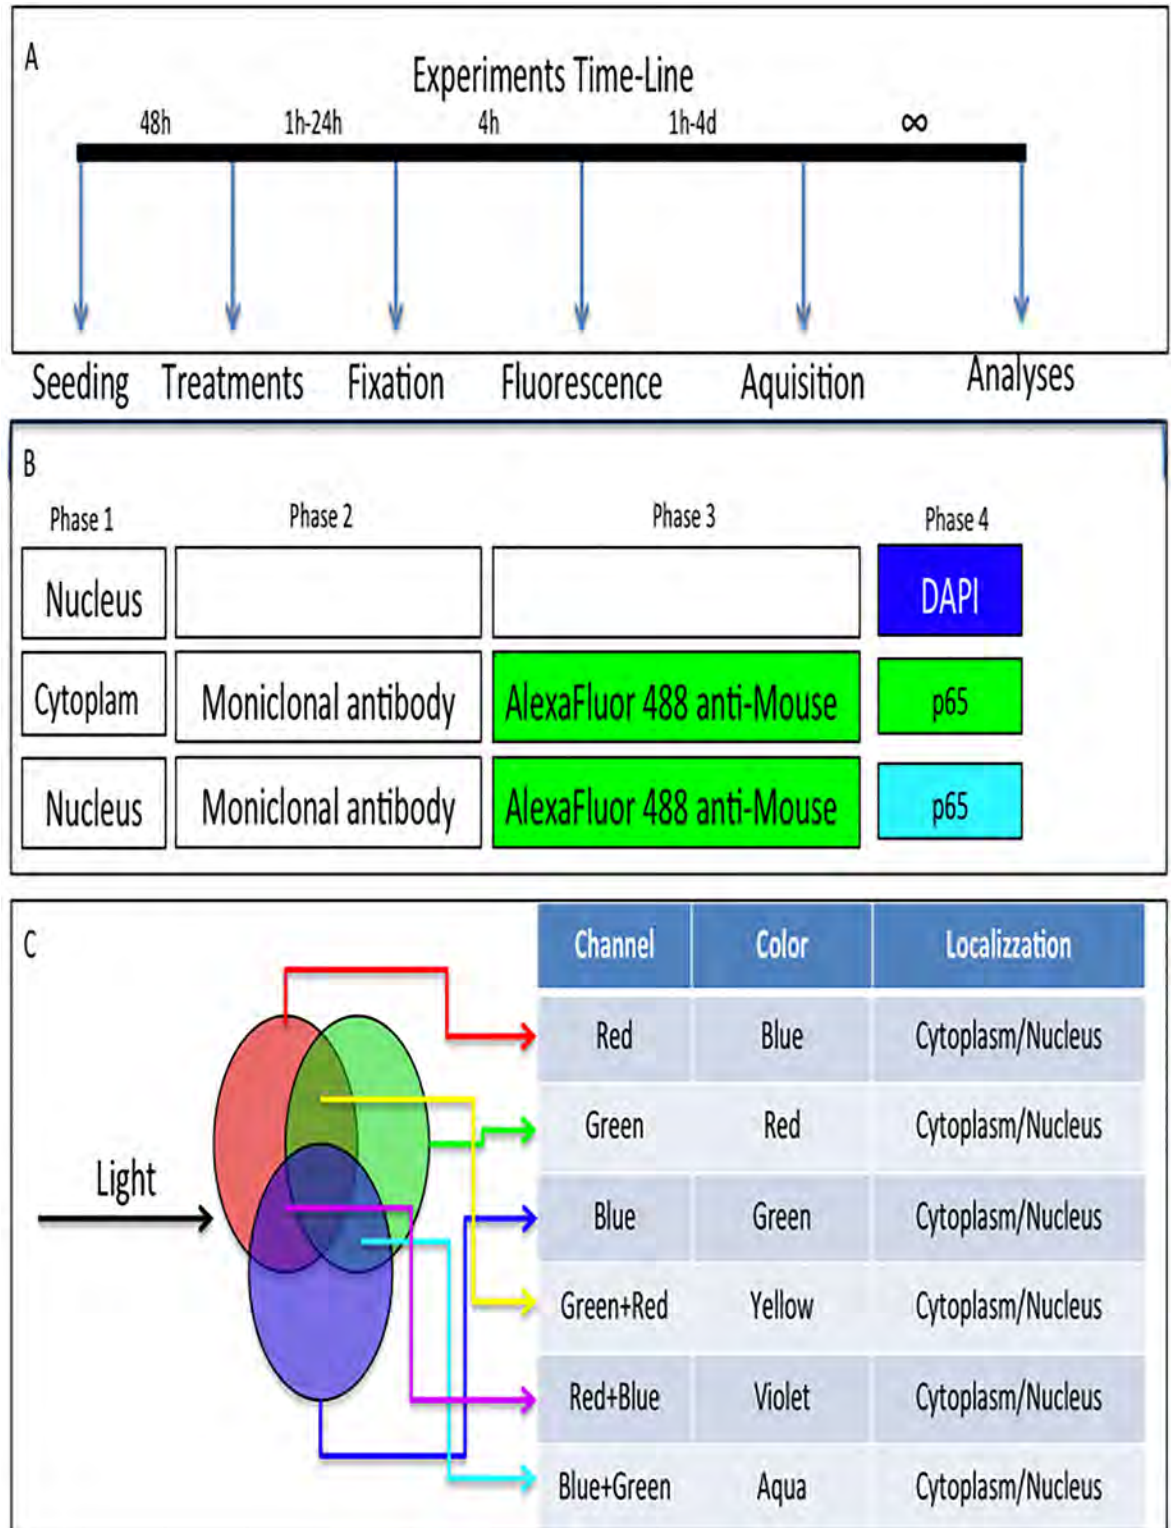 A
Experiments Time-Line
48h 1h-24h 4h 1h-4d ∞
Seeding Treatments Fixation Fluorescence Aquisition Analyses
B
Phase 1 Phase 2 Phase 3 Phase 4
Nucleus DAPI
Cytoplam Moniclonal antibody AlexaFluor 488 anti-Mouse p65
Nucleus Moniclonal antibody AlexaFluor 488 anti-Mouse p65
C
Channel Color Localizzation
Red Blue Cytoplasm/Nucleus
Green Red Cytoplasm/Nucleus
Light
Blue Green Cytoplasm/Nucleus
Green+Red Yellow Cytoplasm/Nucleus
Red+Blue Violet Cytoplasm/Nucleus
Blue+Green Aqua Cytoplasm/Nucleus